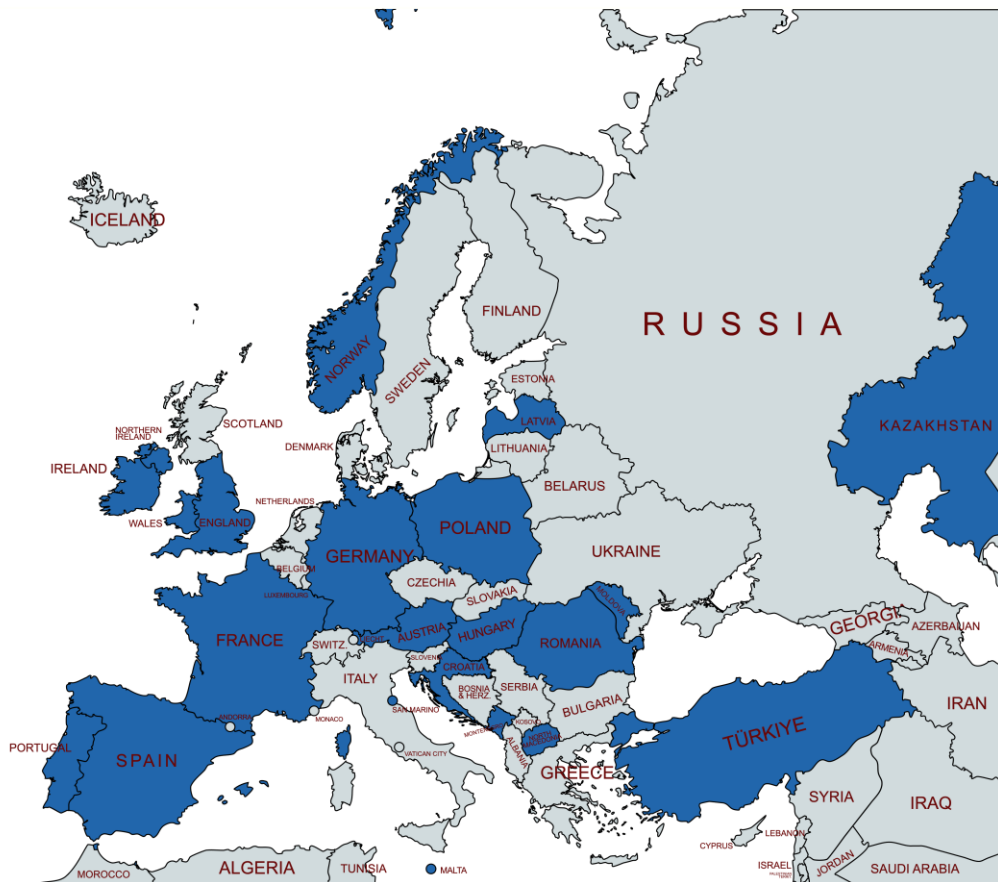 ICELAND
FINLAND
RUSSIA
NORWAY
SWEDEN
ESTONIA
LATVIA
KAZAKHSTAN
SCOTLAND
NORTHERN
IRELAND
DENMARK
LITHUANIA
IRELAND
BELARUS
NETHERLANDS
WALES
ENGLAND
POLAND
GERMANY
UKRAINE
BELGIUM
CZECHIA
LUXEMBOURG
SLOVAKIA
MOLDOVA
FRANCE
SWITZ.
AUSTRIA
HUNGARY
ROMANIA
GEORGI
AZERBAIJAN
ARMENIA
SLOVEN
CROATIA
ITALY
BOSNIA
& HERZ.
SERBIA
IRAN
SAN MARINO
BULGARIA
ANDORRA
MONACO
KOSOVO
NORTH
MACEDONIA
TÜRKIYE
PORTUGAL
SPAIN
VATICAN CITY
ALBANIA
GREECE
SYRIA
IRAQ
CYPRUS
LEBANON
MOROCCO
ALGERIA
TUNISIA
MALTA
ISRAEL
JORDAN
SAUDI ARABIA